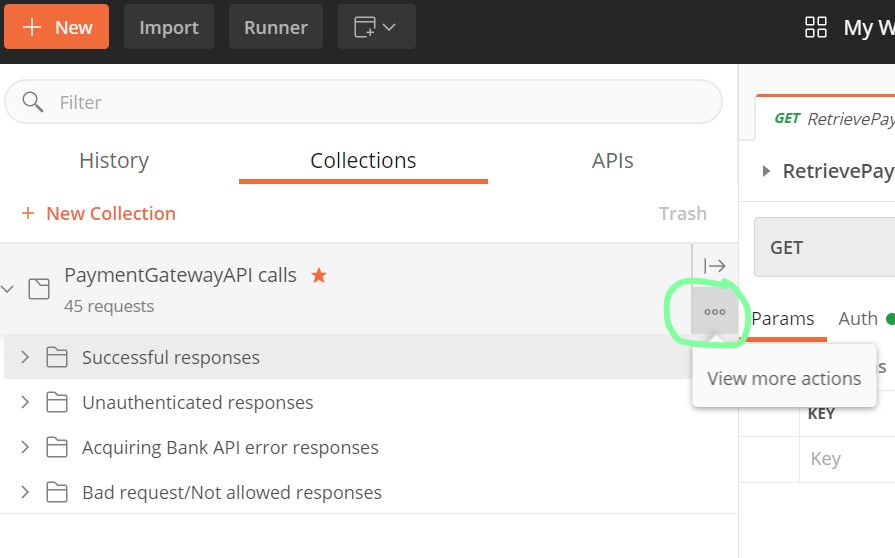 + New Import Runner My W
Filter
GET RetrievePay
History Collections APIs
RetrievePay
+ New Collection Trash
GET
PaymentGatewayAPI calls
45 requests
Params Auth
Successful responses
View more actions
Unauthenticated responses
KEY
Acquiring Bank API error responses
Key
Bad request/Not allowed responses